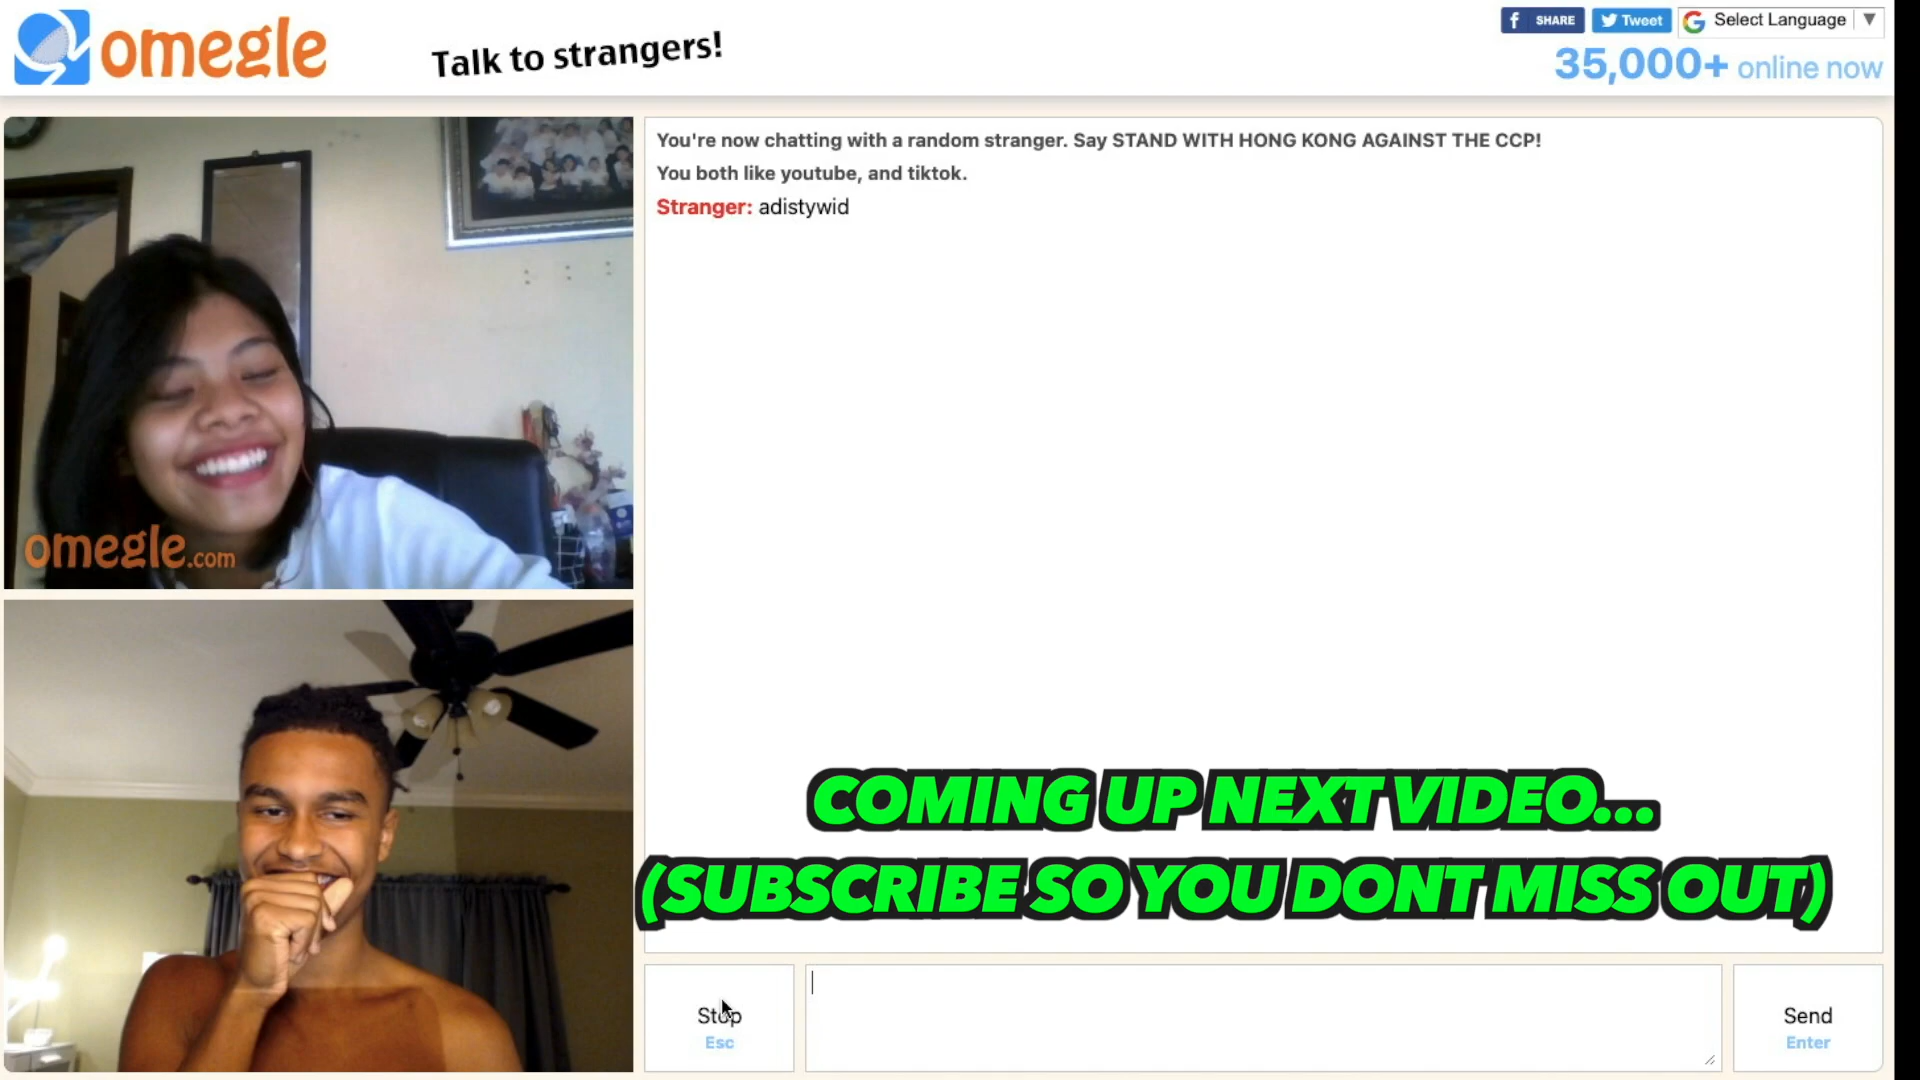 omegle
Talk to strangers!
f SHARE
Tweet
G Select Language ▼
35,000+ online now
You're now chatting with a random stranger. Say STAND WITH HONG KONG AGAINST THE CCP!
You both like youtube, and tiktok.
Stranger: adistywid
omegle.com
COMING UP NEXT VIDEO...
(SUBSCRIBE SO YOU DONT MISS OUT)
Stop
Esc
Send
Enter